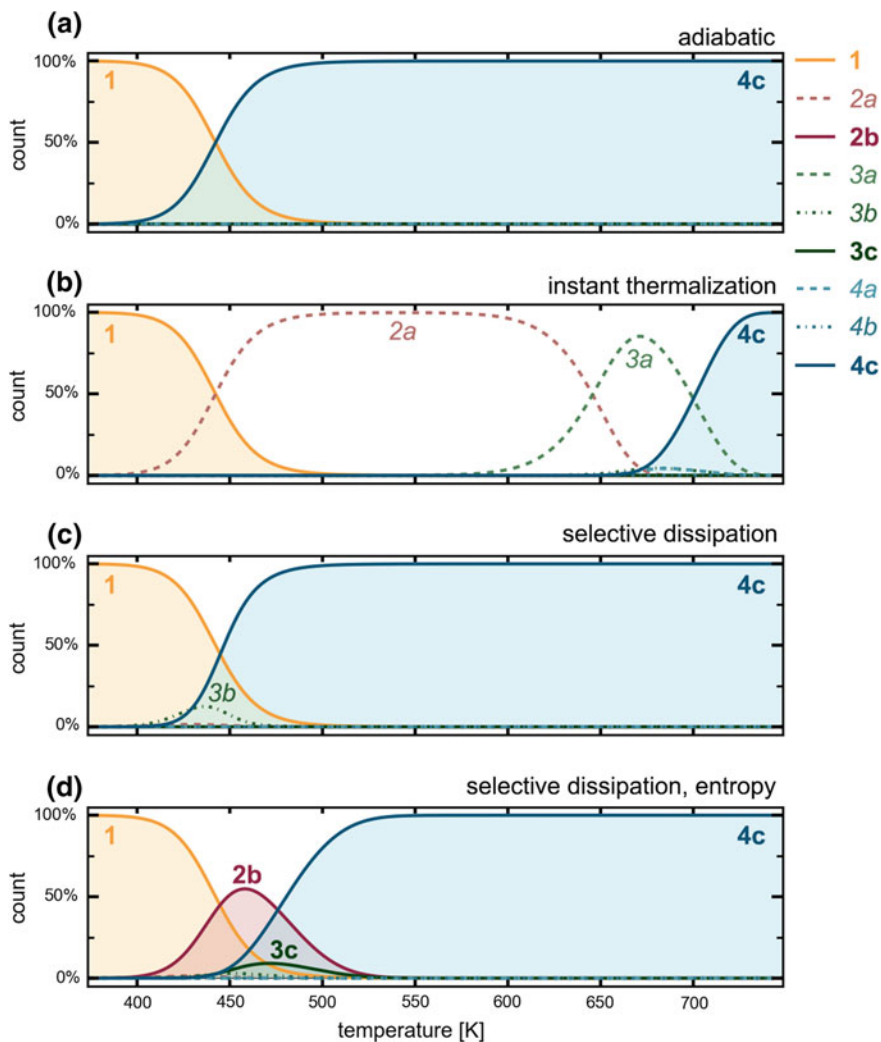 (a)
adiabatic
100%
50%
0%
count
1
4c
1
2a
2b
3a
3b
3c
4a
4b
4c
(b)
instant thermalization
100%
50%
0%
count
1
2a
3a
4c
(c)
selective dissipation
100%
50%
0%
count
1
3b
4c
(d)
selective dissipation, entropy
100%
50%
0%
count
1
2b
3c
4c
400 450 500 550 600 650 700
temperature [K]